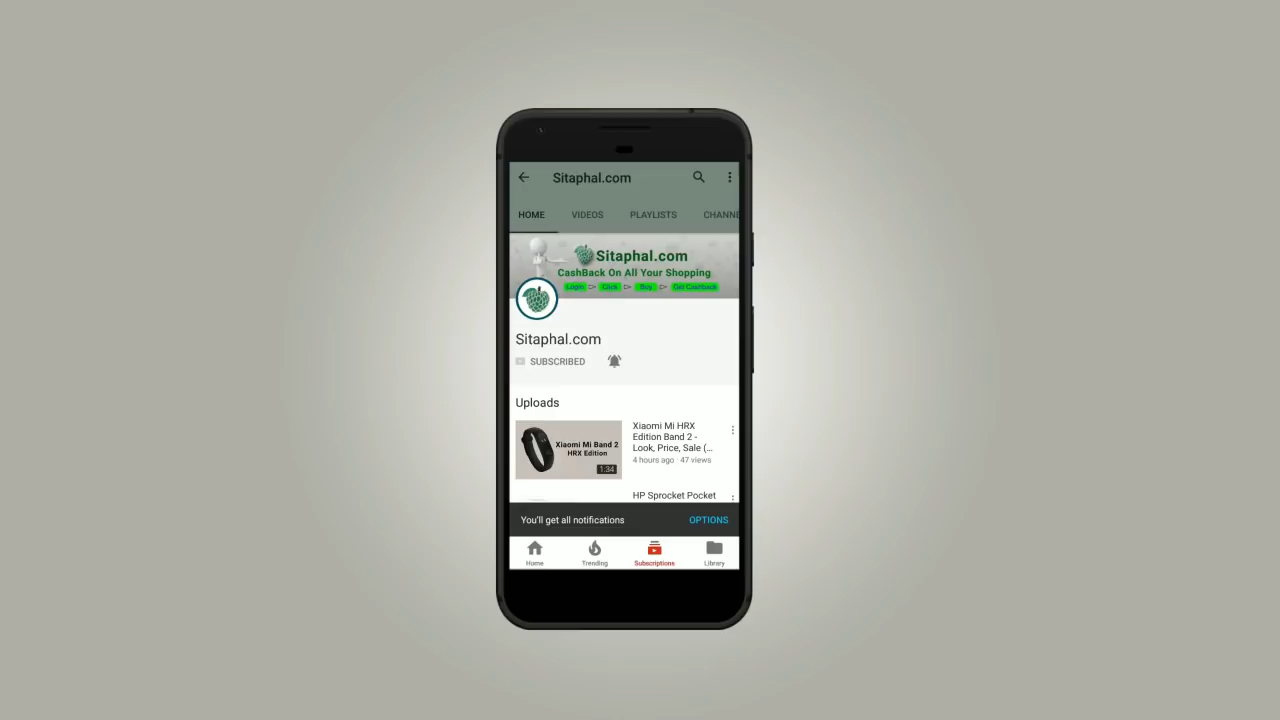 Sitaphal.com
HOME VIDEOS PLAYLISTS CHANNE
Sitaphal.com
CashBack On All Your Shopping
Login Click Buy Get Cashback
Sitaphal.com
SUBSCRIBED
Uploads
Xiaomi Mi Band 2
HRX Edition
1:34
Xiaomi Mi HRX
Edition Band 2 -
Look, Price, Sale (...
4 hours ago · 47 views
HP Sprocket Pocket
You'll get all notifications OPTIONS
Home Trending Subscriptions Library